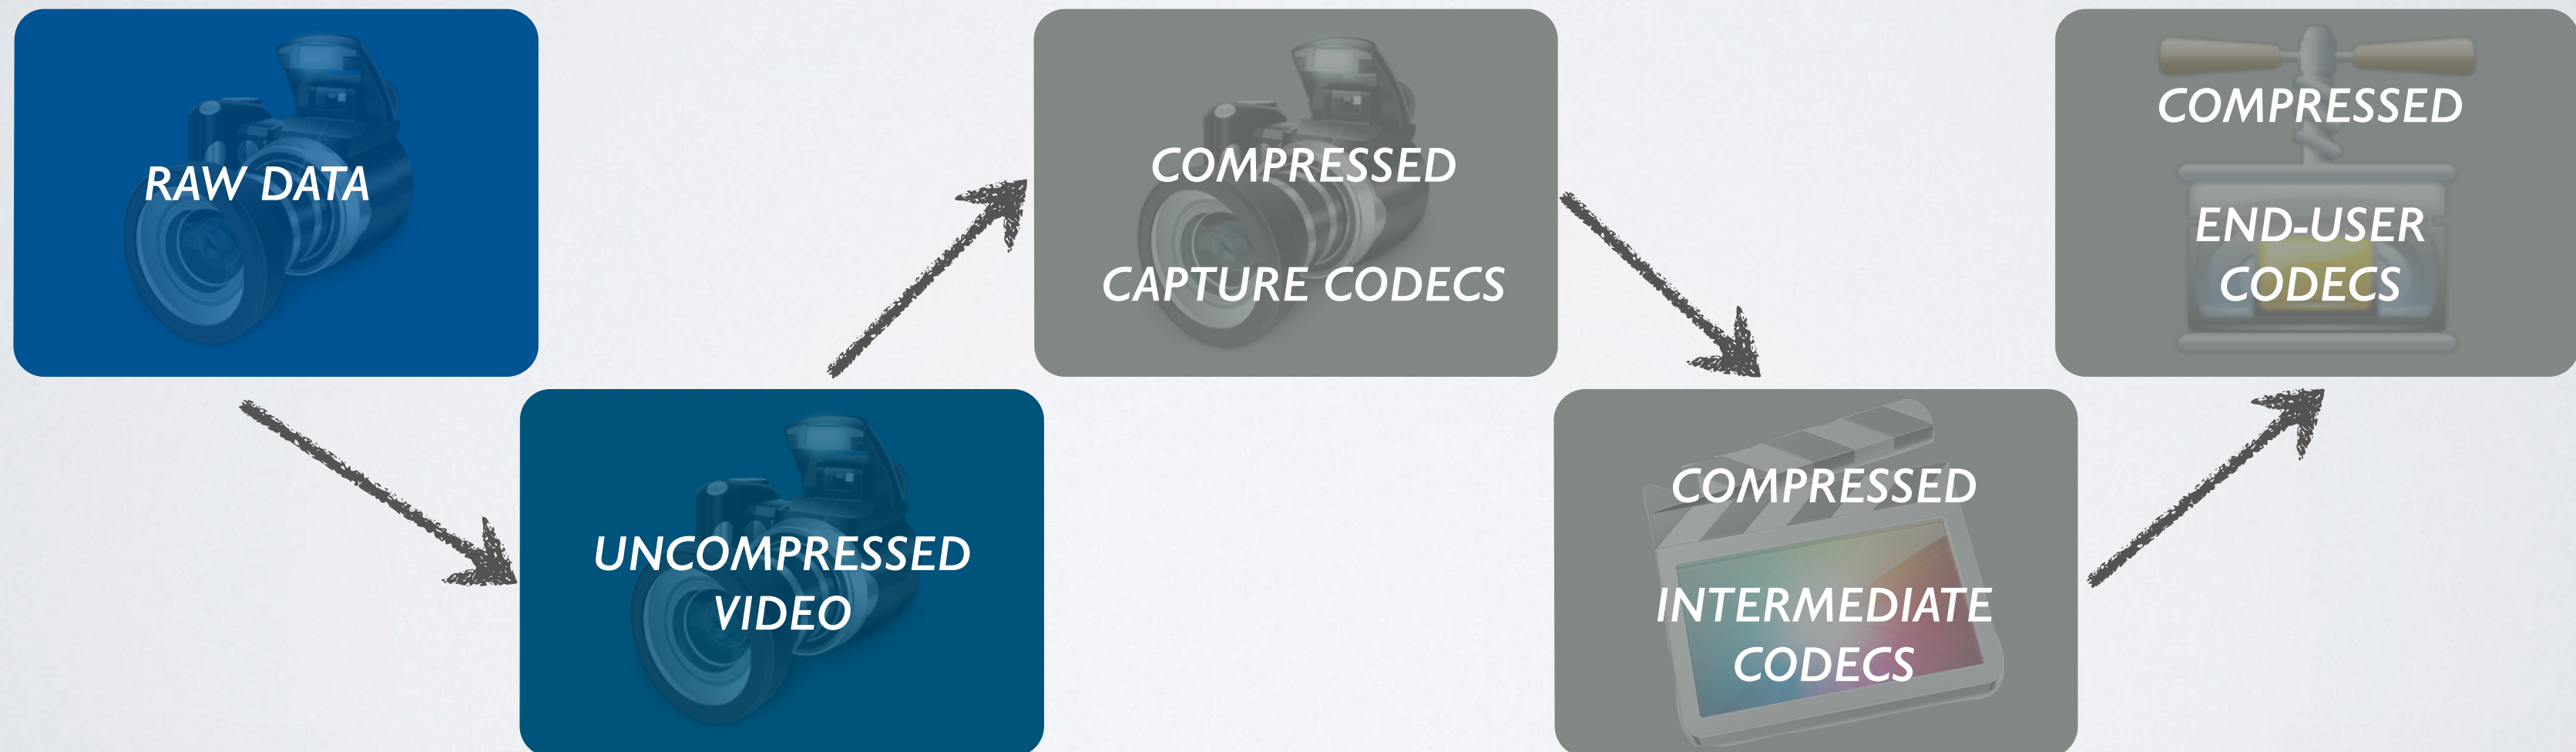 RAW DATA
UNCOMPRESSED
VIDEO
COMPRESSED
CAPTURE CODECS
COMPRESSED
INTERMEDIATE
CODECS
COMPRESSED
END-USER
CODECS